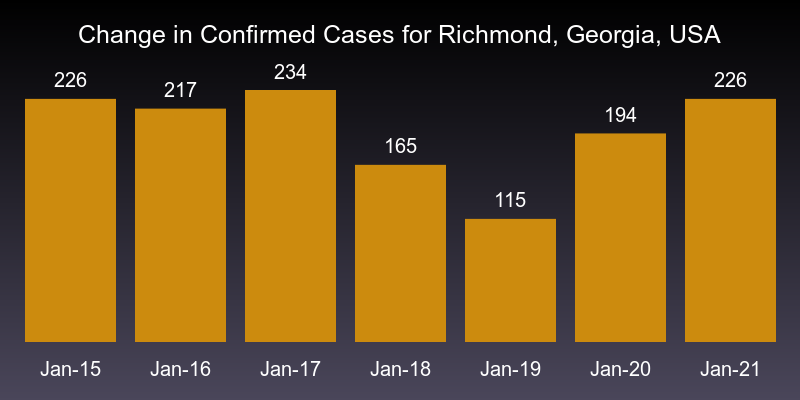 Change in Confirmed Cases for Richmond, Georgia, USA
226
217
234
165
115
194
226
Jan-15
Jan-16
Jan-17
Jan-18
Jan-19
Jan-20
Jan-21